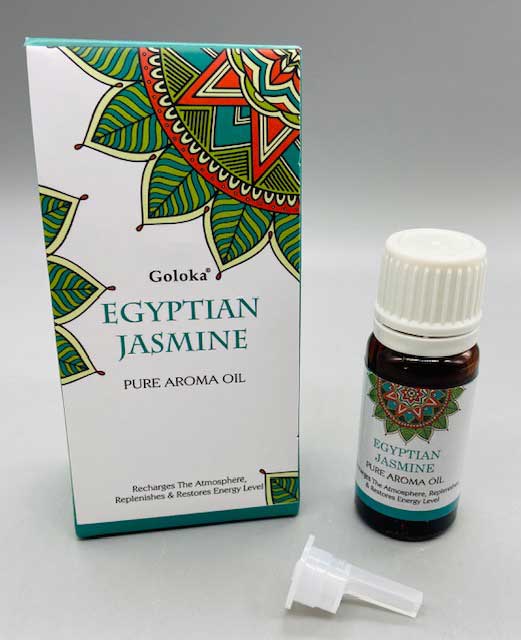 Goloka®
EGYPTIAN
JASMINE
PURE AROMA OIL
Recharges The Atmosphere,
Replenishes & Restores Energy Level
EGYPTIAN
JASMINE
PURE AROMA OIL
The Atmosphere, Replenishes
& Restores Energy Level